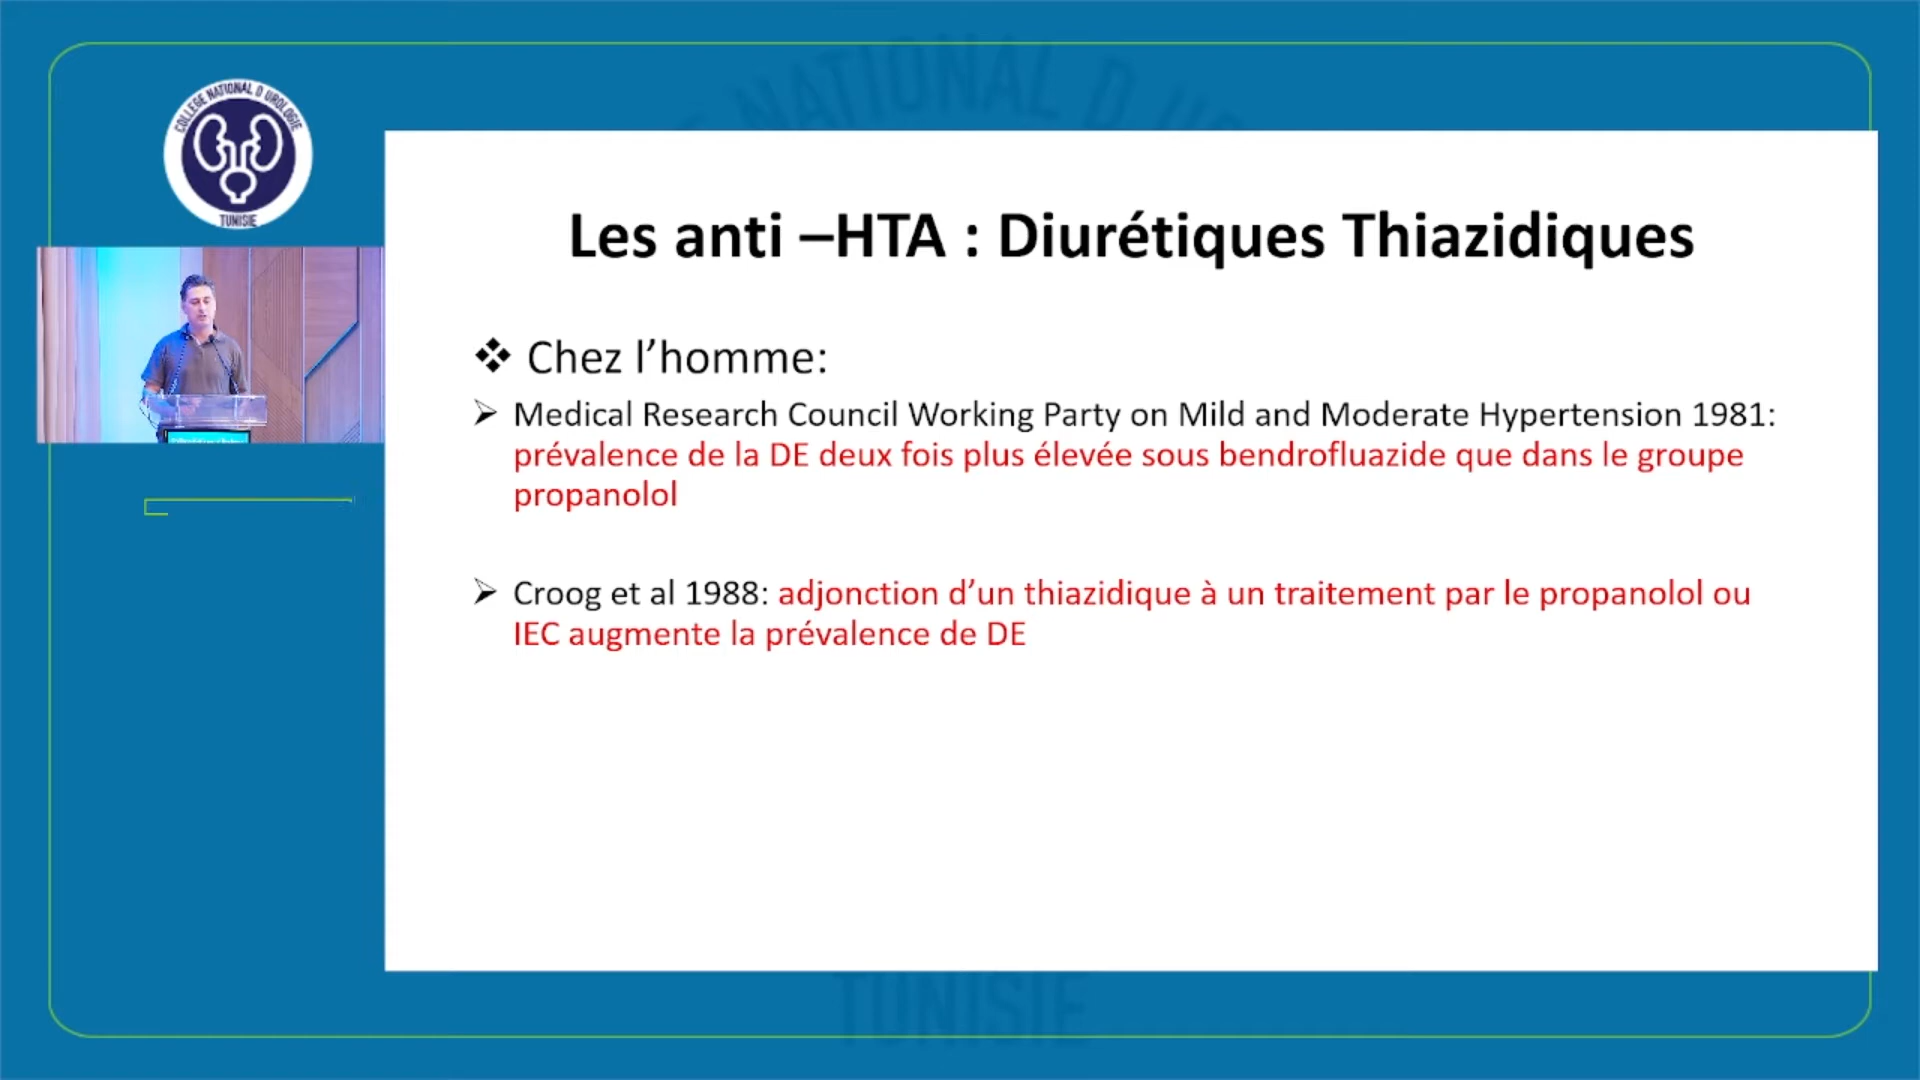 COLLEGE NATIONAL D UROLOGIE
TUNISIE
Les anti –HTA : Diurétiques Thiazidiques
❖ Chez l’homme:
➢ Medical Research Council Working Party on Mild and Moderate Hypertension 1981:
prévalence de la DE deux fois plus élevée sous bendrofluazide que dans le groupe
propanolol
➢ Croog et al 1988: adjonction d’un thiazidique à un traitement par le propanolol ou
IEC augmente la prévalence de DE
NATIONAL D
TUNISIE